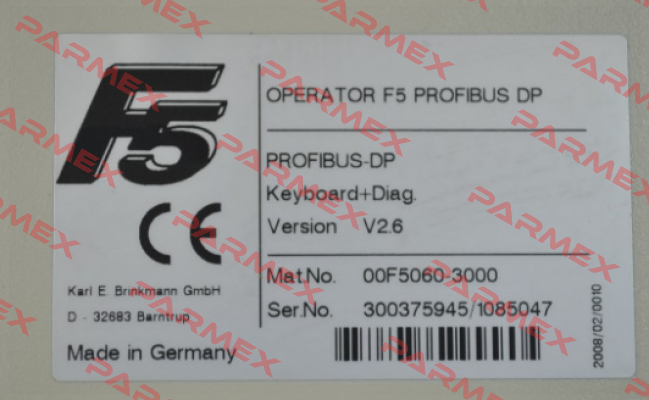 F5
OPERATOR F5 PROFIBUS DP
PROFIBUS-DP
Keyboard+Diag.
Version V2.6
CE
Mat.No. 00F5060-3000
Karl E. Brinkmann GmbH
Ser.No. 300375945/1085047
D - 32683 Barntrup
Made in Germany
2008/02/0010
PARMEX